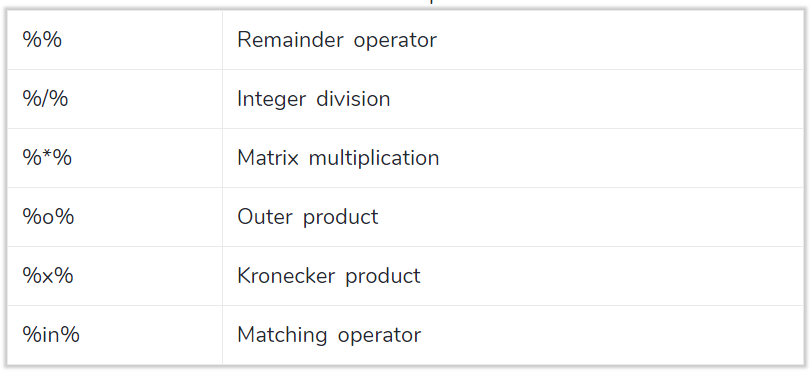 %% Remainder operator
%/% Integer division
%*% Matrix multiplication
%o% Outer product
%x% Kronecker product
%in% Matching operator